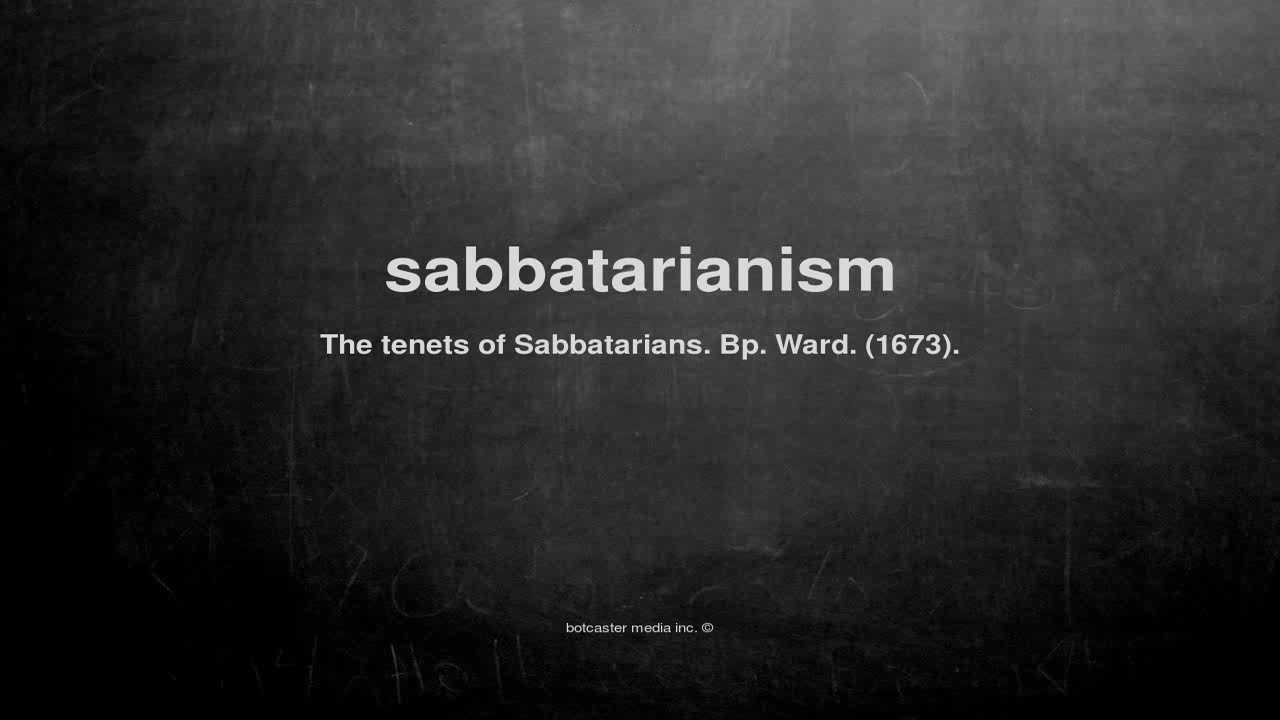 sabbatarianism
The tenets of Sabbatarians. Bp. Ward. (1673).
botcaster media inc. ©